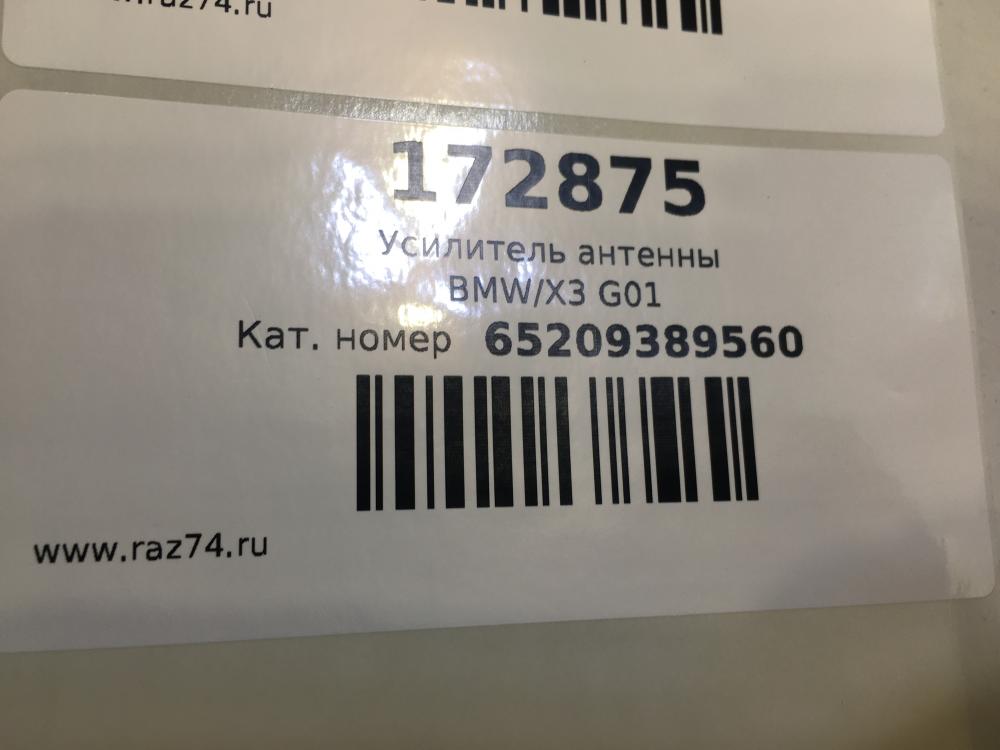 172875
Усилитель антенны
BMW/X3 G01
Кат. номер 65209389560
www.raz74.ru